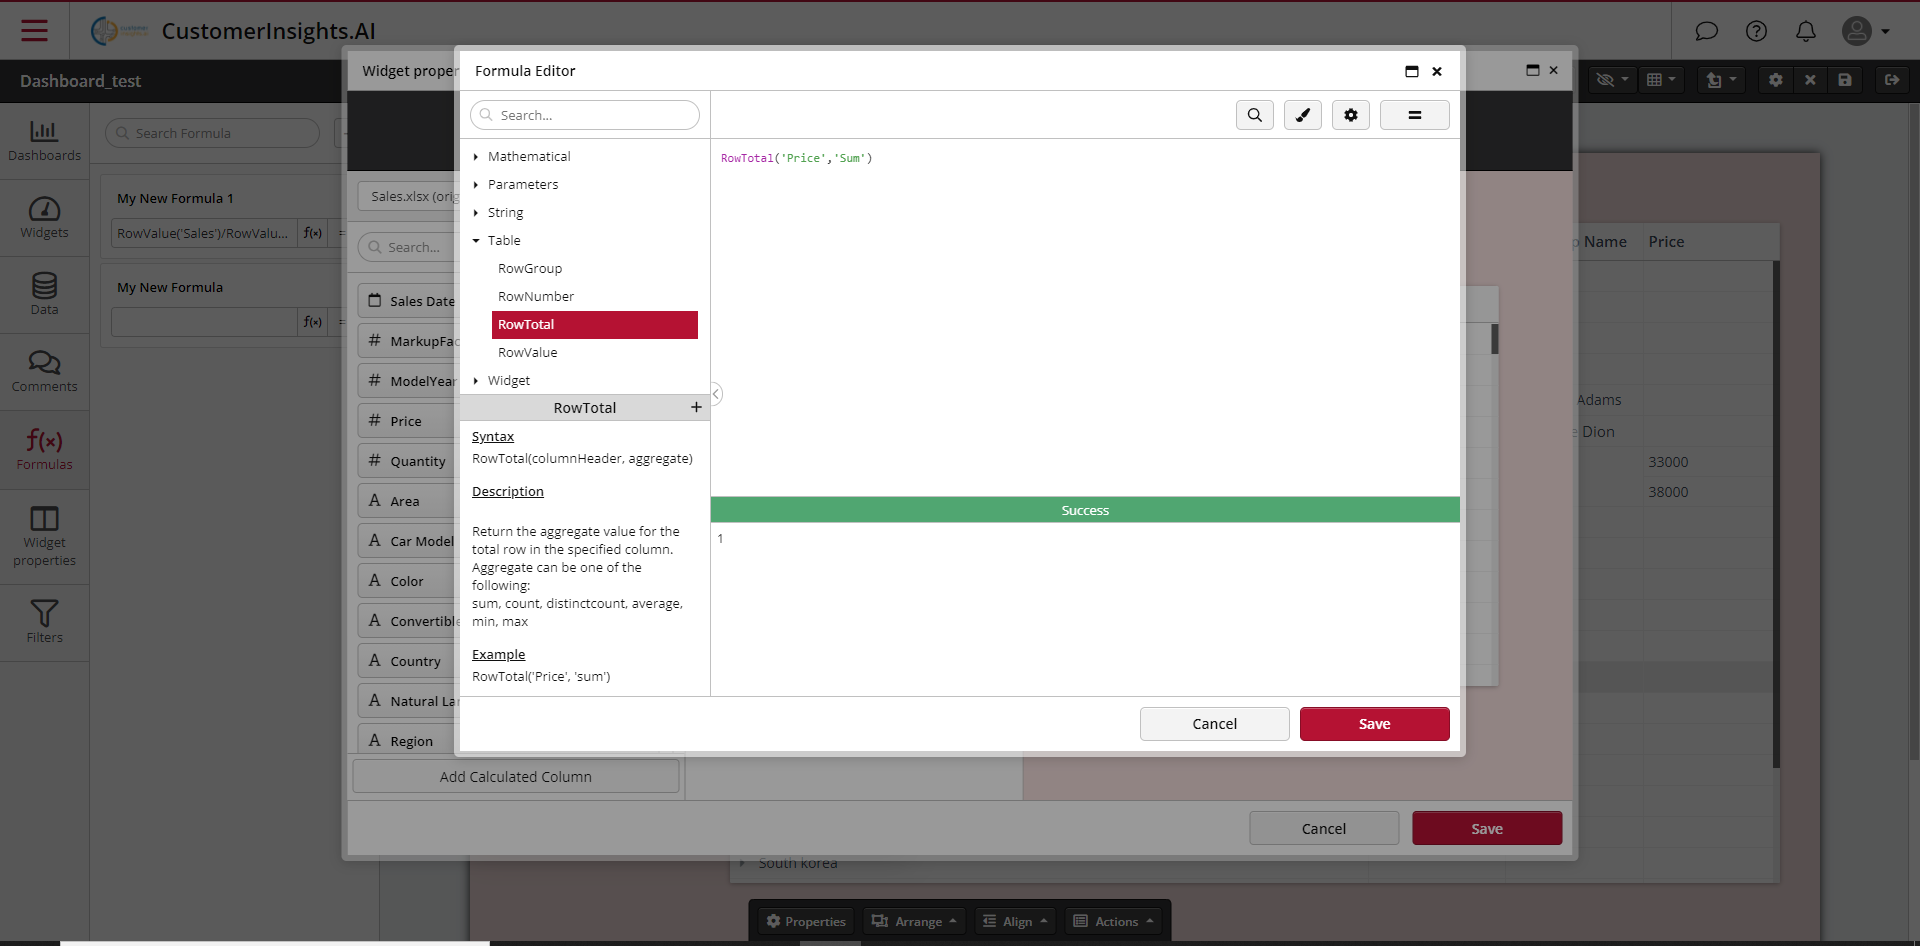 CustomerInsights.AI
Dashboard_test
Dashboards
Widgets
Data
Comments
Formulas
Widget
properties
Filters
Search Formula
My New Formula 1
RowValue('Sales')/RowValu...
f(x)
=
My New Formula
f(x)
=
Widget proper
Sales.xlsx (orig
Search...
Sales Date
# MarkupFac
# ModelYear
# Price
# Quantity
A Area
A Car Model
A Color
A Convertible
A Country
A Natural La
A Region
Add Calculated Column
Formula Editor
Search...
=
Mathematical
Parameters
String
Table
RowGroup
RowNumber
RowTotal
RowValue
Widget
RowTotal +
Syntax
RowTotal(columnHeader, aggregate)
Description
Return the aggregate value for the
total row in the specified column.
Aggregate can be one of the
following:
sum, count, distinctcount, average,
min, max
Example
RowTotal('Price', 'sum')
RowTotal('Price','Sum')
Success
1
Cancel
Save
Cancel
Save
p Name
Price
Adams
e Dion
33000
38000
South korea
Properties
Arrange
Align
Actions